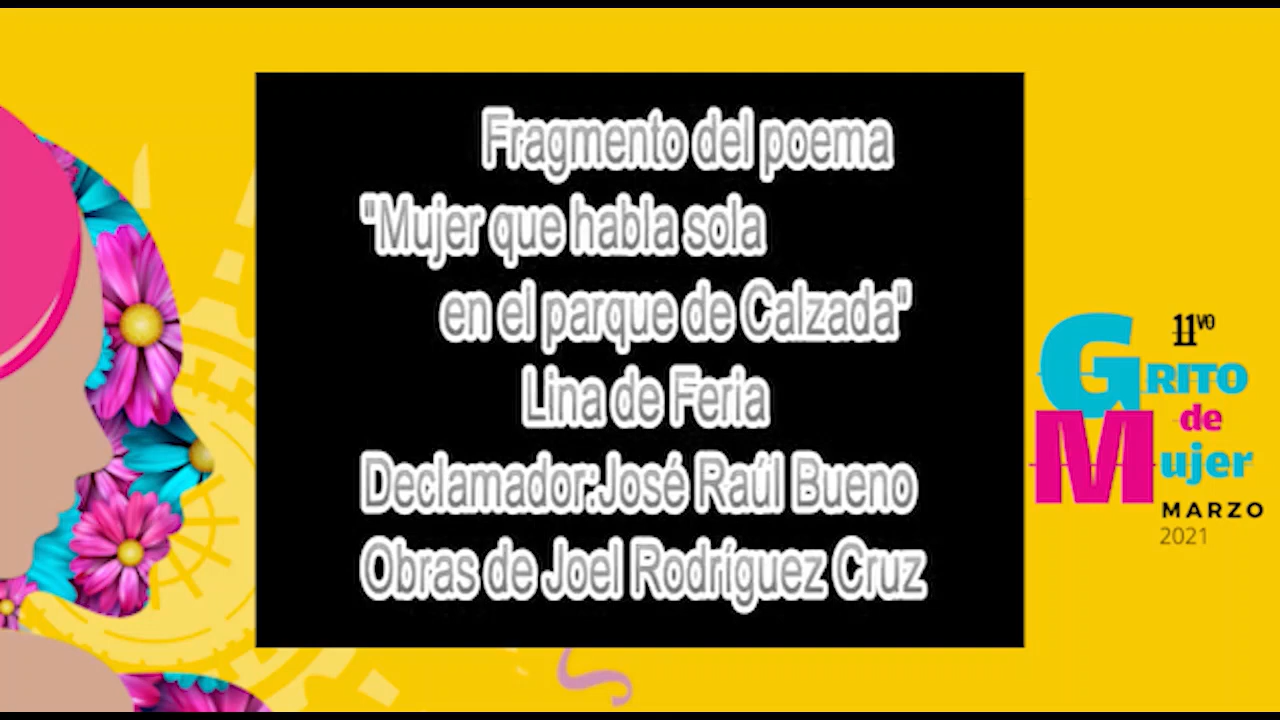 Fragmento del poema
"Mujer que habla sola
en el parque de Calzada"
Lina de Feria
Declamador:José Raúl Bueno
Obras de Joel Rodríguez Cruz
11vo
GRITO
de
Mujer
MARZO
2021